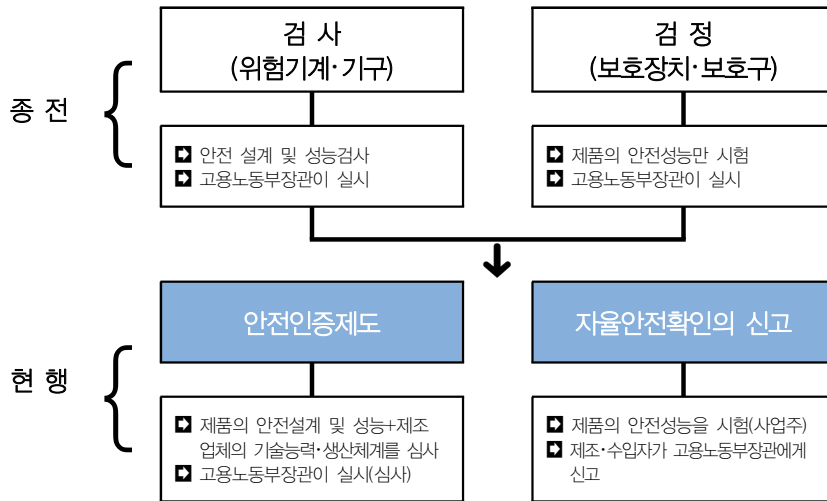 종 전
검 사
(위험기계·기구)
안전 설계 및 성능검사
고용노동부장관이 실시
검 정
(보호장치·보호구)
제품의 안전성능만 시험
고용노동부장관이 실시
현 행
안전인증제도
제품의 안전설계 및 성능+제조
업체의 기술능력·생산체계를 심사
고용노동부장관이 실시(심사)
자율안전확인의 신고
제품의 안전성능을 시험(사업주)
제조·수입자가 고용노동부장관에게
신고